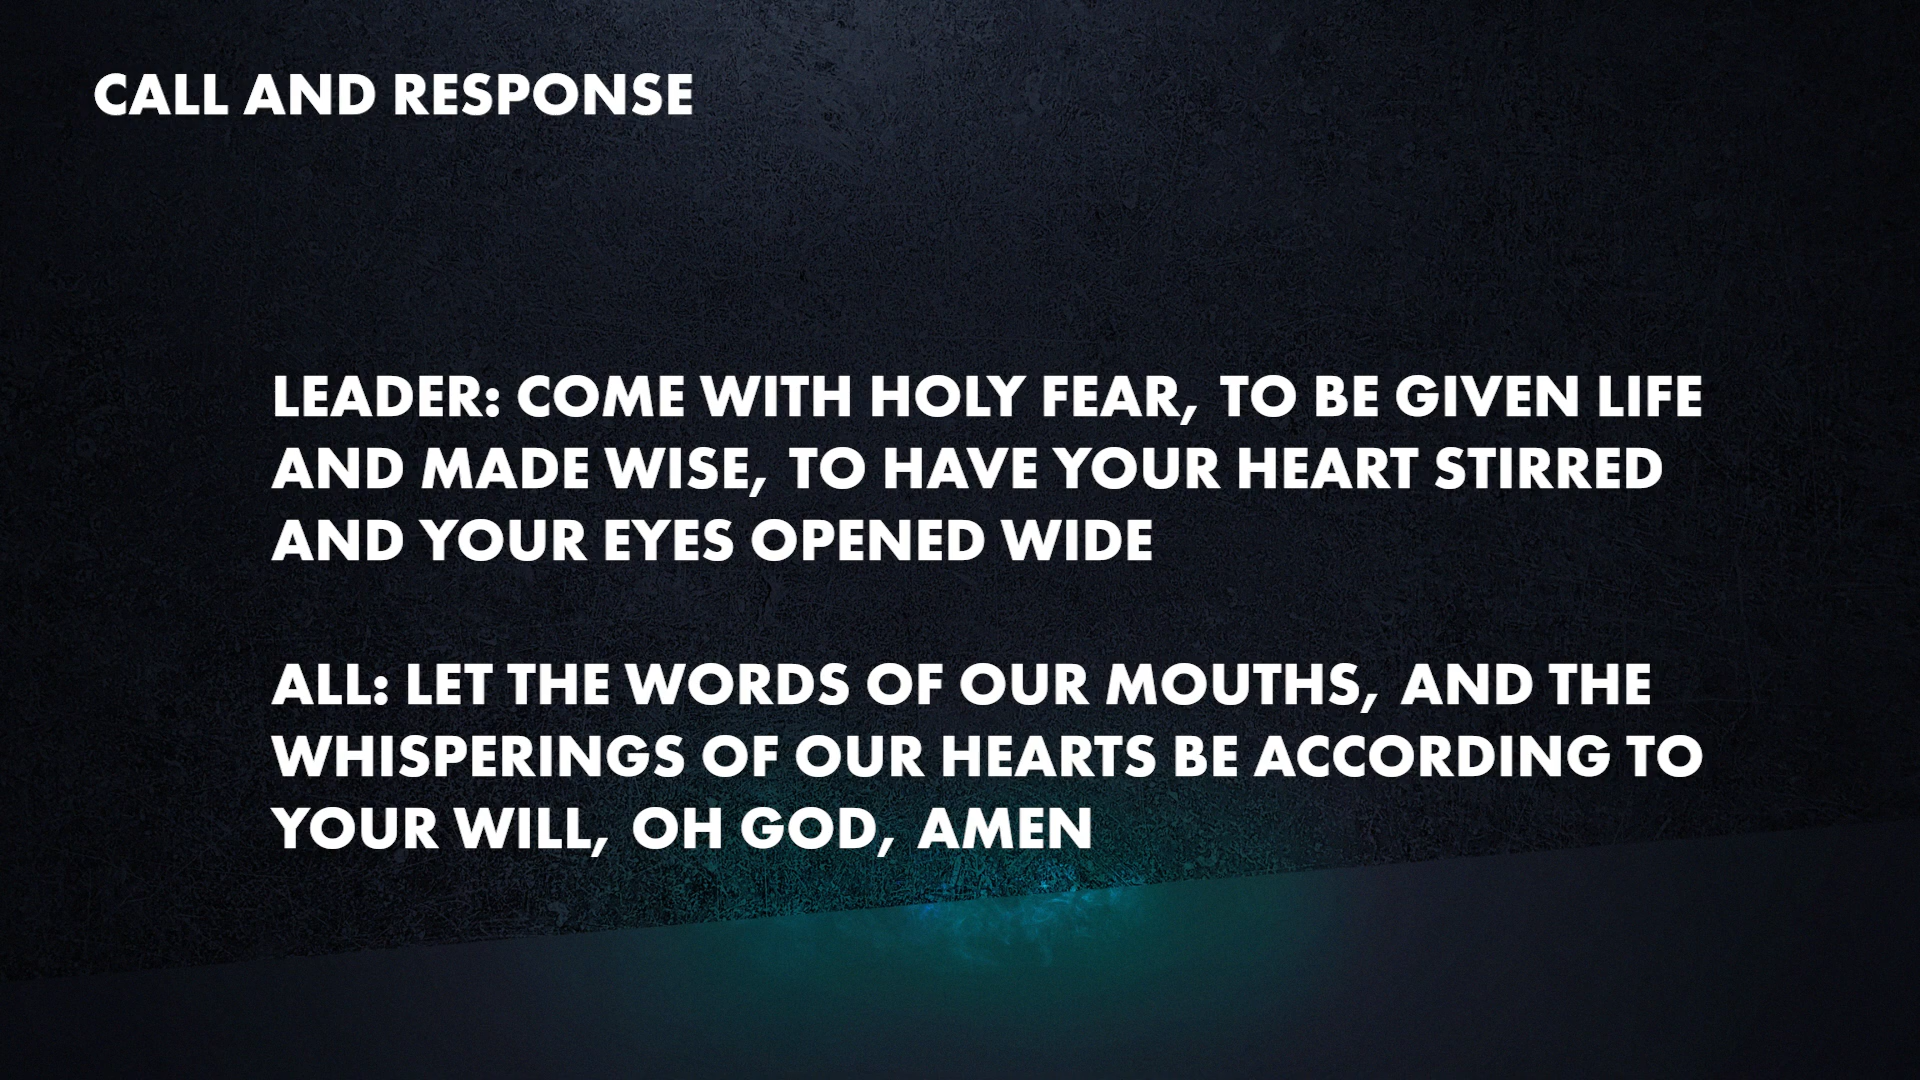 CALL AND RESPONSE
LEADER: COME WITH HOLY FEAR, TO BE GIVEN LIFE
AND MADE WISE, TO HAVE YOUR HEART STIRRED
AND YOUR EYES OPENED WIDE
ALL: LET THE WORDS OF OUR MOUTHS, AND THE
WHISPERINGS OF OUR HEARTS BE ACCORDING TO
YOUR WILL, OH GOD, AMEN